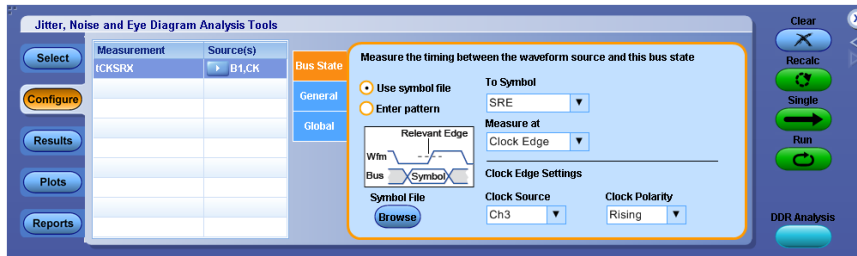 Jitter, Noise and Eye Diagram Analysis Tools
Clear
Select
Configure
Results
Plots
Reports
Measurement Source(s)
tCKSRX B1,CK
Bus State
General
Global
Measure the timing between the waveform source and this bus state
Use symbol file
Enter pattern
Relevant Edge
Wfm
Bus Symbol
Symbol File
Browse
To Symbol
SRE
Measure at
Clock Edge
Clock Edge Settings
Clock Source Clock Polarity
Ch3 Rising
Recalc
Single
Run
DDR Analysis